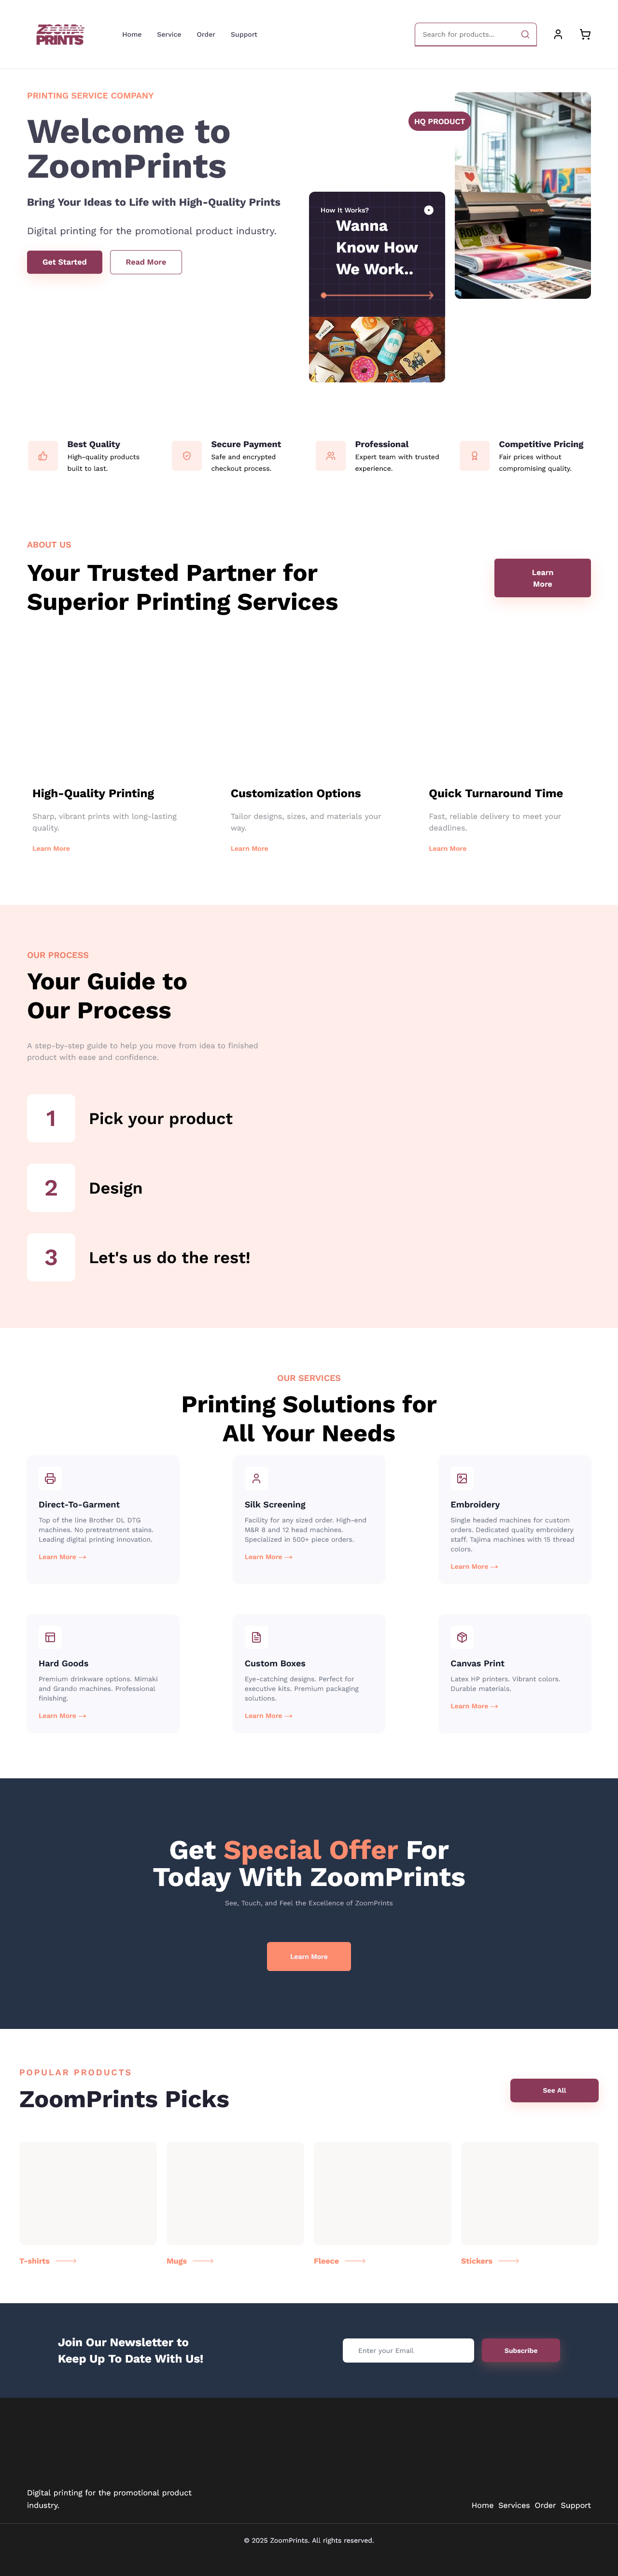 ZOOM
PRINTS
Home Service Order Support
Search for products...
PRINTING SERVICE COMPANY
Welcome to
ZoomPrints
Bring Your Ideas to Life with High-Quality Prints
Digital printing for the promotional product industry.
Get Started
Read More
HQ PRODUCT
How It Works?
Wanna
Know How
We Work..
Best Quality
High-quality products
built to last.
Secure Payment
Safe and encrypted
checkout process.
Professional
Expert team with trusted
experience.
Competitive Pricing
Fair prices without
compromising quality.
ABOUT US
Your Trusted Partner for
Superior Printing Services
Learn
More
High-Quality Printing
Sharp, vibrant prints with long-lasting
quality.
Learn More
Customization Options
Tailor designs, sizes, and materials your
way.
Learn More
Quick Turnaround Time
Fast, reliable delivery to meet your
deadlines.
Learn More
OUR PROCESS
Your Guide to
Our Process
A step-by-step guide to help you move from idea to finished
product with ease and confidence.
1
Pick your product
2
Design
3
Let's us do the rest!
OUR SERVICES
Printing Solutions for
All Your Needs
Direct-To-Garment
Top of the line Brother DL DTG
machines. No pretreatment stains.
Leading digital printing innovation.
Learn More
Silk Screening
Facility for any sized order. High-end
M&R 8 and 12 head machines.
Specialized in 500+ piece orders.
Learn More
Embroidery
Single headed machines for custom
orders. Dedicated quality embroidery
staff. Tajima machines with 15 thread
colors.
Learn More
Hard Goods
Premium drinkware options. Mimaki
and Grando machines. Professional
finishing.
Learn More
Custom Boxes
Eye-catching designs. Perfect for
executive kits. Premium packaging
solutions.
Learn More
Canvas Print
Latex HP printers. Vibrant colors.
Durable materials.
Learn More
Get Special Offer For
Today With ZoomPrints
See, Touch, and Feel the Excellence of ZoomPrints
Learn More
POPULAR PRODUCTS
ZoomPrints Picks
See All
T-shirts
Mugs
Fleece
Stickers
Join Our Newsletter to
Keep Up To Date With Us!
Enter your Email
Subscribe
Digital printing for the promotional product
industry.
Home Services Order Support
© 2025 ZoomPrints. All rights reserved.